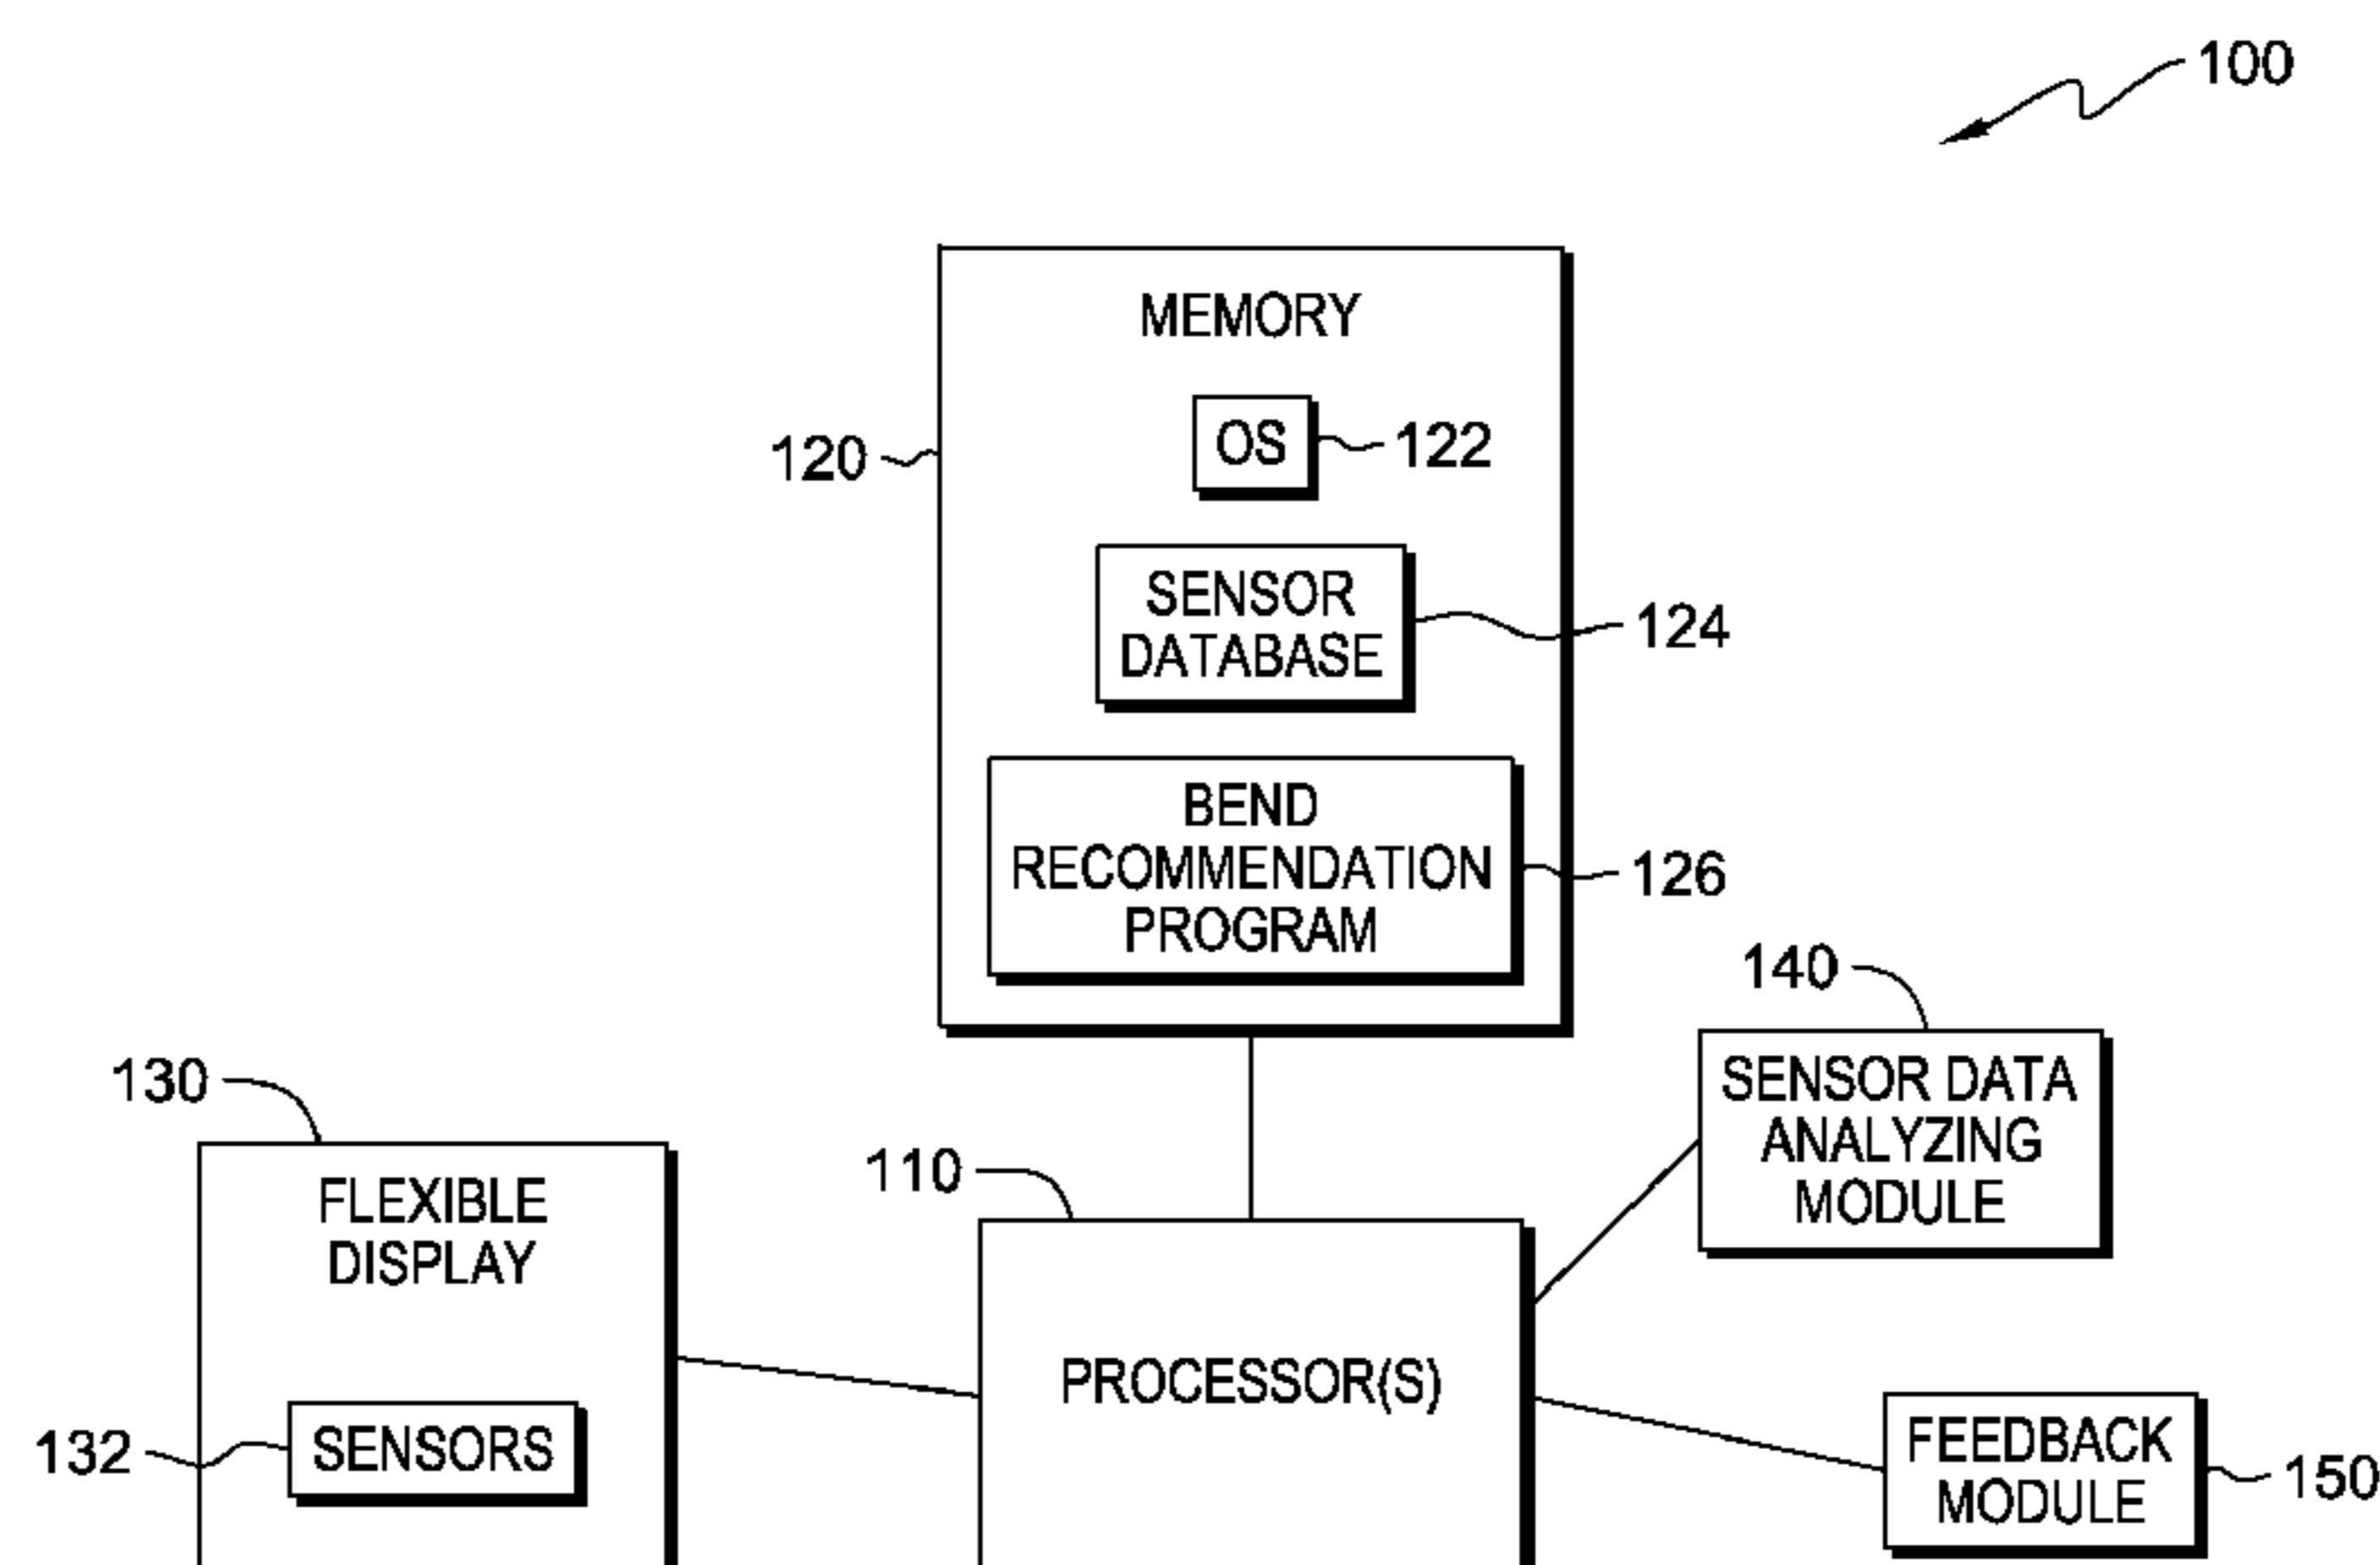 100
MEMORY
OS
122
120
SENSOR
DATABASE
124
BEND
RECOMMENDATION
PROGRAM
126
140
SENSOR DATA
ANALYZING
MODULE
130
FLEXIBLE
DISPLAY
110
PROCESSOR(S)
132
SENSORS
FEEDBACK
MODULE
150